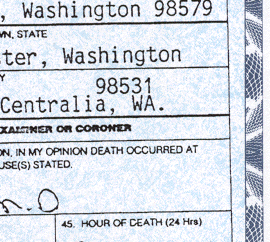 , Washington 98579
WN, STATE
ter, Washington
Y
98531
Centralia, WA.
EXAMINER OR CORONER
ON, IN MY OPINION DEATH OCCURRED AT
USE(S) STATED.
45. HOUR OF DEATH (24 Hrs)